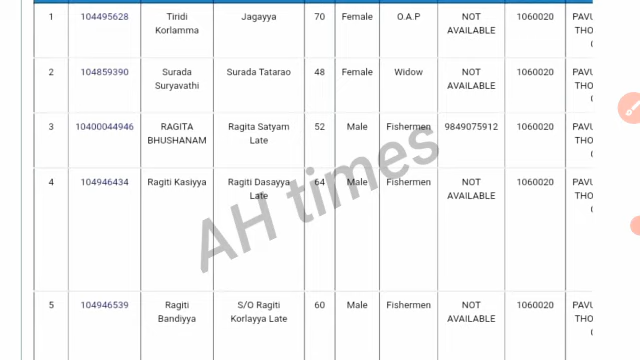 1 104495628 Tiridi Jagayya 70 Female O.A.P NOT 1060020 PAVU
Korlamma AVAILABLE THO
2 104859390 Surada Surada Tatarao 48 Female Widow NOT 1060020 PAVU
Suryavathi AVAILABLE THO
3 10400044946 RAGITA Ragita Satyam 52 Male Fishermen 9849075912 1060020 PAVU
BHUSHANAM Late THO
4 104946434 Ragiti Kasiyya Ragiti Dasayya 64 Male Fishermen NOT 1060020 PAVU
Late AVAILABLE THO
5 104946539 Ragiti S/O Ragiti 60 Male Fishermen NOT 1060020 PAVU
Bandiyya Korlayya Late AVAILABLE THO
AH times